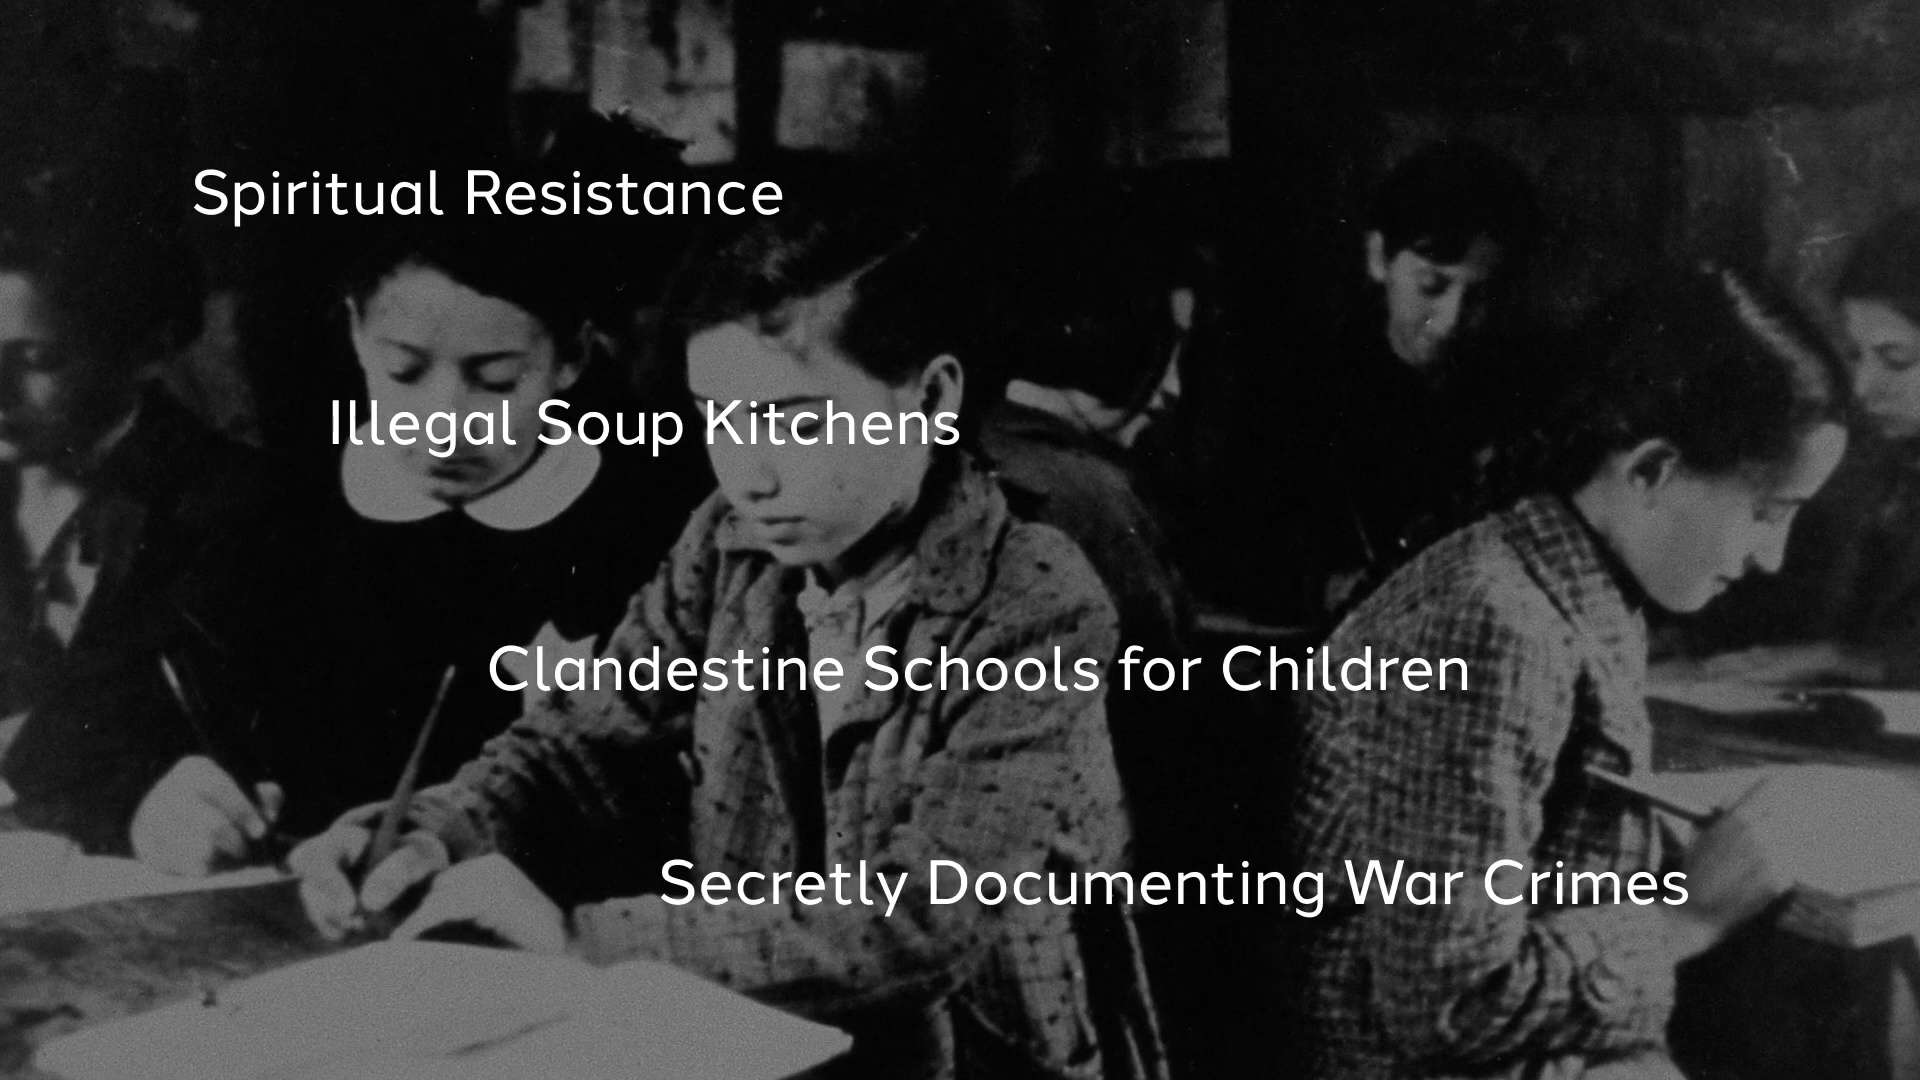 Spiritual Resistance
Illegal Soup Kitchens
Clandestine Schools for Children
Secretly Documenting War Crimes